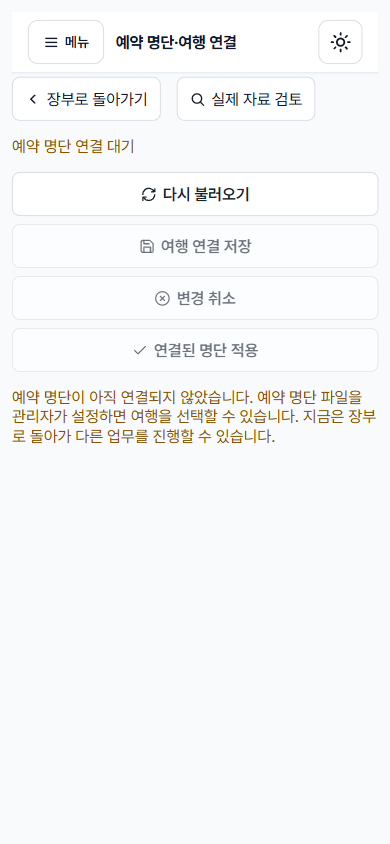 메뉴
예약 명단·여행 연결
장부로 돌아가기
실제 자료 검토
예약 명단 연결 대기
다시 불러오기
여행 연결 저장
변경 취소
연결된 명단 적용
예약 명단이 아직 연결되지 않았습니다. 예약 명단 파일을
관리자가 설정하면 여행을 선택할 수 있습니다. 지금은 장부
로 돌아가 다른 업무를 진행할 수 있습니다.